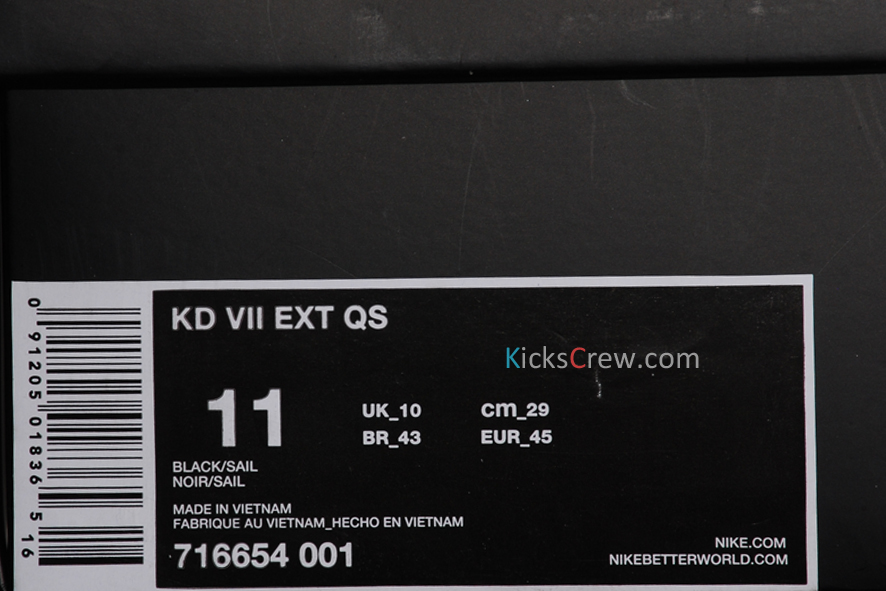 KD VII EXT QS
KicksCrew.com
11
UK_10 cm_29
BR_43 EUR_45
BLACK/SAIL
NOIR/SAIL
MADE IN VIETNAM
FABRIQUE AU VIETNAM_HECHO EN VIETNAM
716654 001
NIKE.COM
NIKEBETTERWORLD.COM
0 91205 01836 5 16